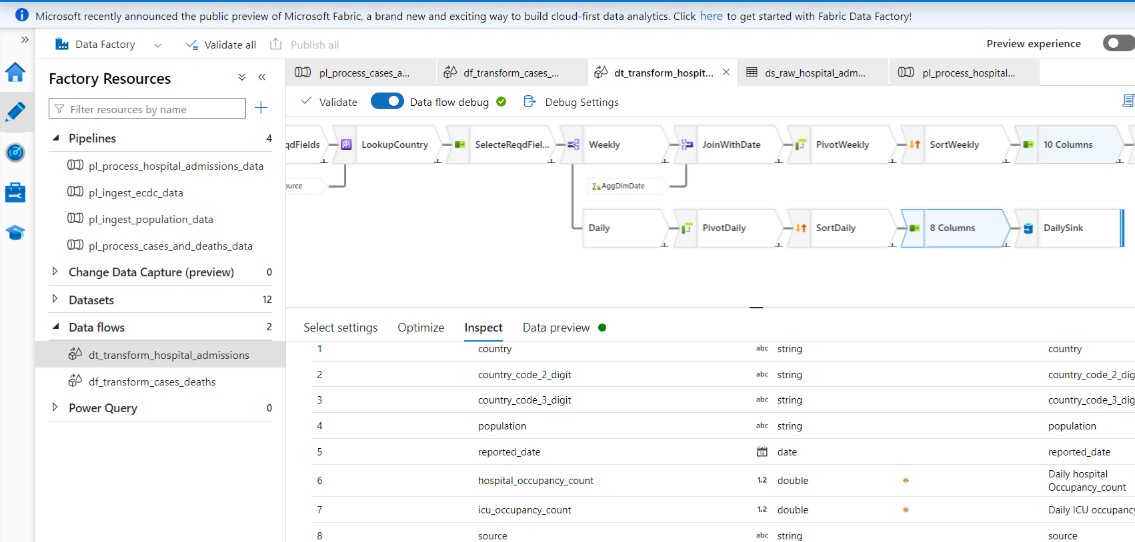 Microsoft recently announced the public preview of Microsoft Fabric, a brand new and exciting way to build cloud-first data analytics. Click here to get started with Fabric Data Factory!
Data Factory
Validate all
Publish all
Preview experience
Factory Resources
Filter resources by name
Pipelines 4
pl_process_hospital_admissions_data
pl_ingest_ecdc_data
pl_ingest_population_data
pl_process_cases_and_deaths_data
Change Data Capture (preview) 0
Datasets 12
Data flows 2
dt_transform_hospital_admissions
df_transform_cases_deaths
Power Query 0
pl_process_cases_a...
df_transform_cases_...
dt_transform_hospit...
ds_raw_hospital_adm...
pl_process_hospital...
Validate
Data flow debug
Debug Settings
qdFields
LookupCountry
SelecteReqdFiel...
Weekly
JoinWithDate
PivotWeekly
SortWeekly
10 Columns
ource
AggDimDate
Daily
PivotDaily
SortDaily
8 Columns
DailySink
Select settings
Optimize
Inspect
Data preview
1 country abc string country
2 country_code_2_digit abc string country_code_2_dig
3 country_code_3_digit abc string country_code_3_dig
4 population abc string population
5 reported_date date reported_date
6 hospital_occupancy_count 1.2 double Daily hospital
Occupancy_count
7 icu_occupancy_count 1.2 double Daily ICU occupancy
8 source abc string source